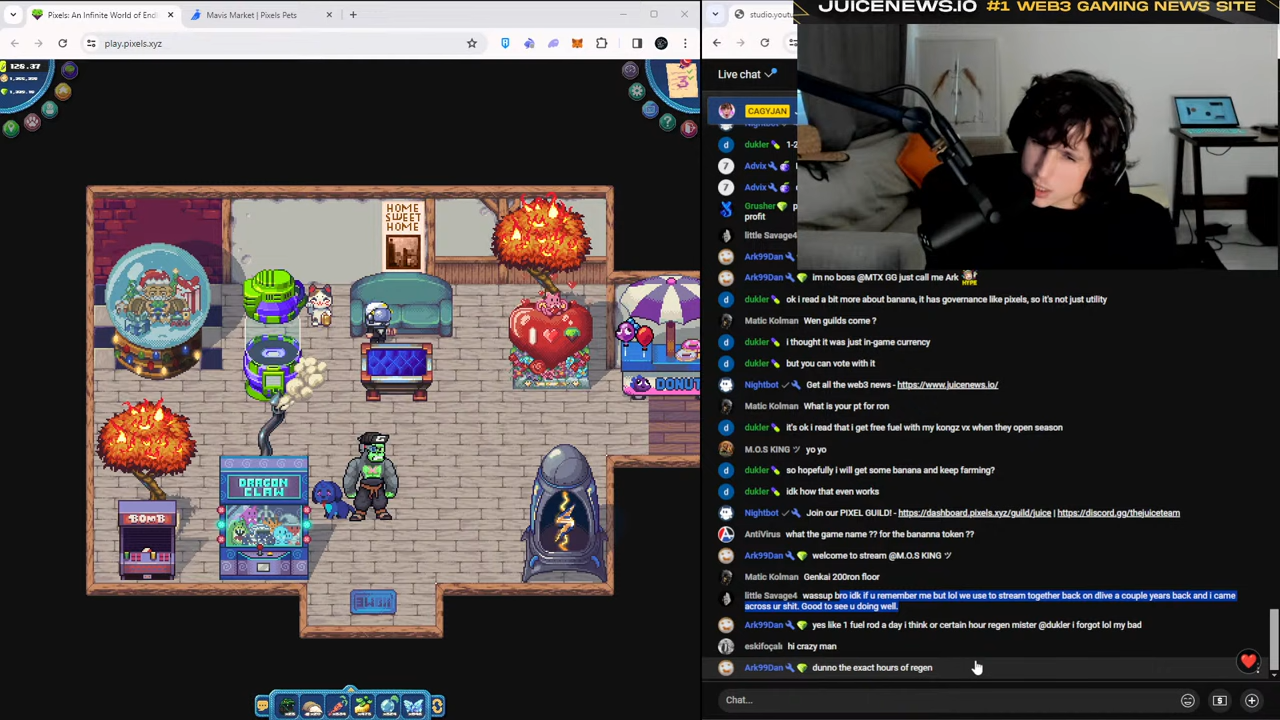 Pixels: An Infinite World of End
Mavis Market | Pixels Pets
play.pixels.xyz
studio.yout
JUICENEWS.IO #1 WEB3 GAMING NEWS SITE
3
HOME
SWEET
HOME
DONUT
DRAGON
CLAW
BOMB
HOME
Live chat
CAGYJAN
Nightbot
dukler 1-2
Advix
Advix
Grusher p
profit
little Savage4
Ark99Dan
Ark99Dan im no boss @MTX GG just call me Ark HYPE
dukler ok i read a bit more about banana, it has governance like pixels, so it's not just utility
Matic Kolman Wen guilds come ?
dukler i thought it was just in-game currency
dukler but you can vote with it
Nightbot Get all the web3 news - https://www.juicenews.io/
Matic Kolman What is your pt for ron
dukler it's ok i read that i get free fuel with my kongz vx when they open season
M.O.S KING ツ yo yo
dukler so hopefully i will get some banana and keep farming?
dukler idk how that even works
Nightbot Join our PIXEL GUILD! - https://dashboard.pixels.xyz/guild/juice | https://discord.gg/thejuiceteam
AntiVirus what the game name ?? for the bananna token ??
Ark99Dan welcome to stream @M.O.S KING ツ
Matic Kolman Genkai 200ron floor
little Savage4 wassup bro idk if u remember me but lol we use to stream together back on dlive a couple years back and i came
across ur shit. Good to see u doing well.
Ark99Dan yes like 1 fuel rod a day i think or certain hour regen mister @dukler i forgot lol my bad
eskifoçalı hi crazy man
Ark99Dan dunno the exact hours of regen
Chat...